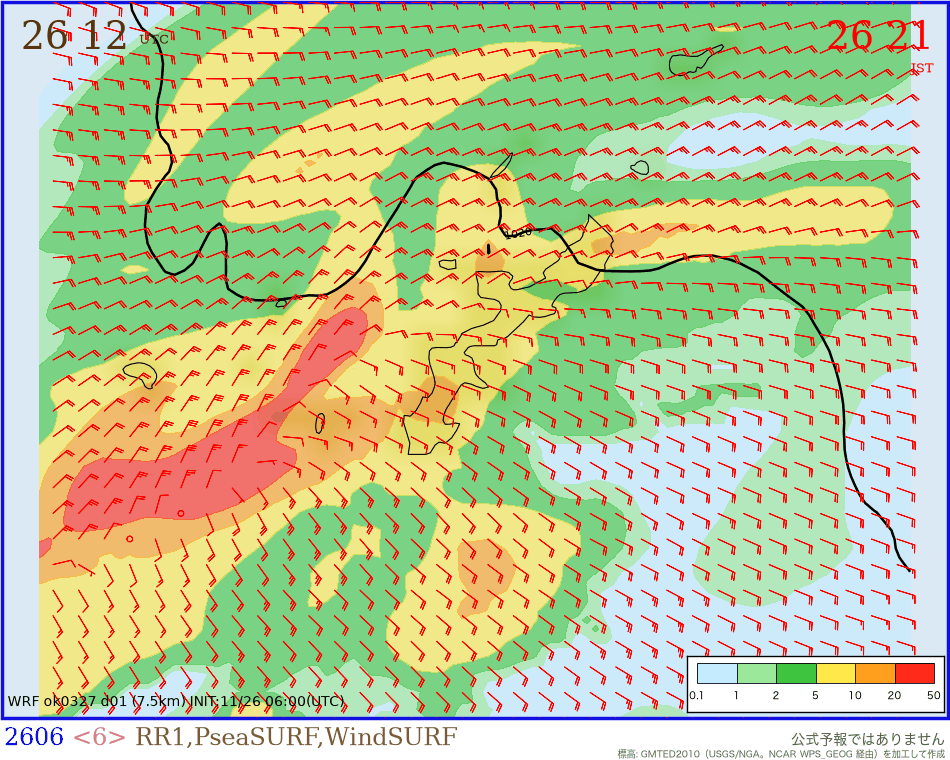 26 12 UTC
26 21 JST
1020
WRF ok0327 d01 (7.5km) INIT:11/26 06:00(UTC)
0.1 1 2 5 10 20 50
2606 <6> RR1,PseaSURF,WindSURF
公式予報ではありません
標高: GMTED2010（USGS/NGA。NCAR WPS_GEOG 経由）を加工して作成